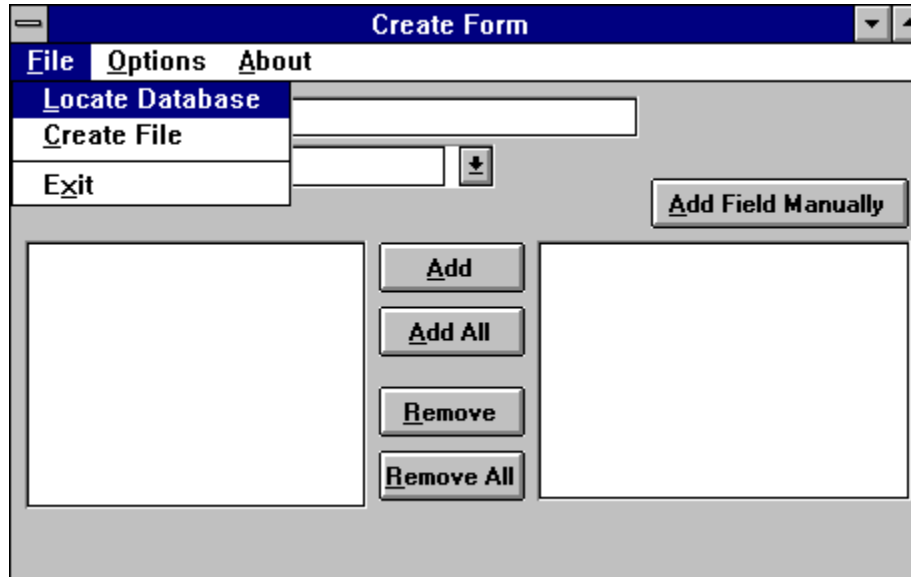 Create Form
File Options About
Locate Database
Create File
Exit
Add Field Manually
Add
Add All
Remove
Remove All